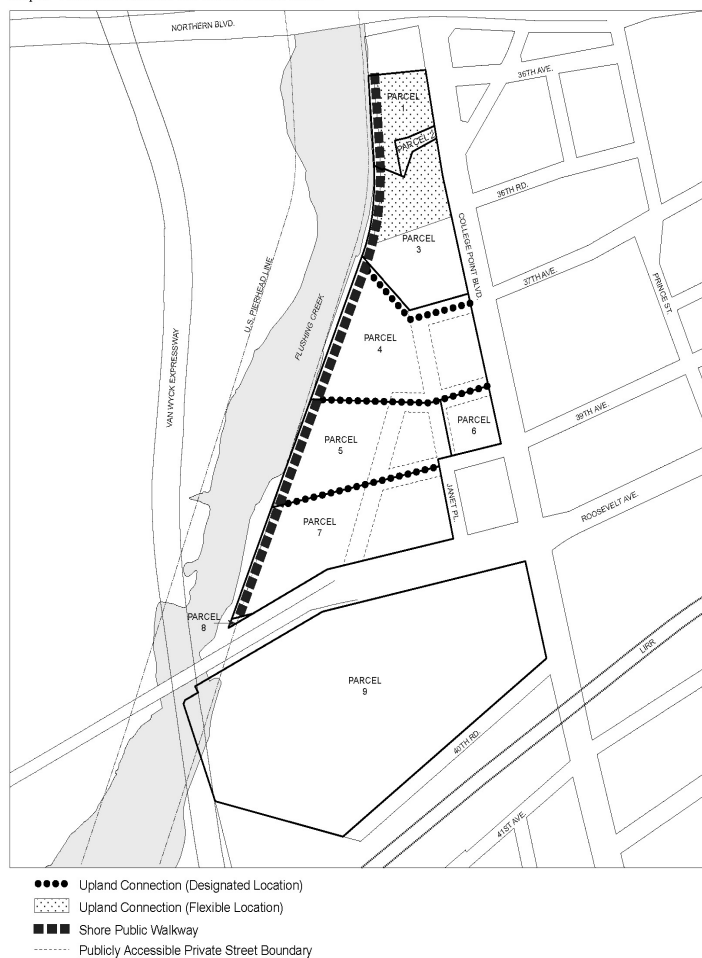 NORTHERN BLVD.
36TH AVE.
PARCEL
1
PARCEL 2
36TH RD.
COLLEGE POINT BLVD.
PARCEL
3
37TH AVE.
PRINCE ST.
U.S. PIERHEAD LINE
FLUSHING CREEK
VAN WYCK EXPRESSWAY
PARCEL
4
39TH AVE.
PARCEL
6
PARCEL
5
JANET PL.
ROOSEVELT AVE.
PARCEL
7
PARCEL
8
LIRR
PARCEL
9
40TH RD.
41ST AVE.
Upland Connection (Designated Location)
Upland Connection (Flexible Location)
Shore Public Walkway
Publicly Accessible Private Street Boundary